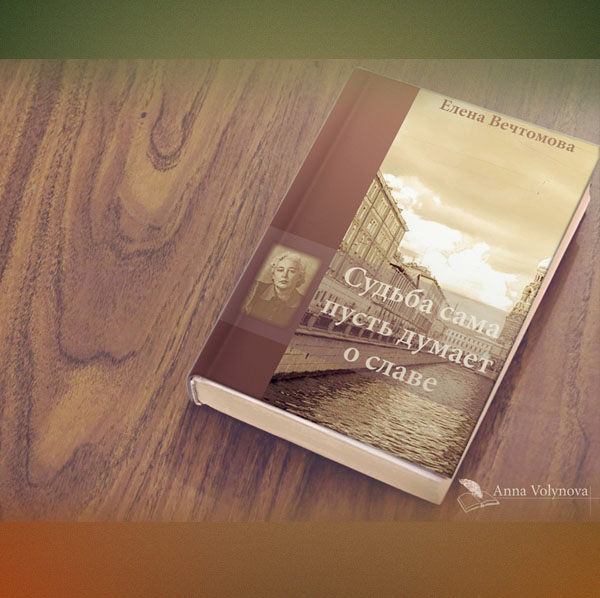 Елена Вечтомова
Судьба сама
пусть думает
о славе
Anna Volynova